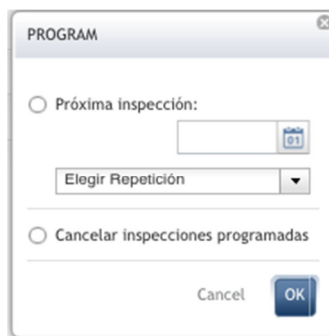 PROGRAM
Próxima inspección:
01
Elegir Repetición
Cancelar inspecciones programadas
Cancel OK